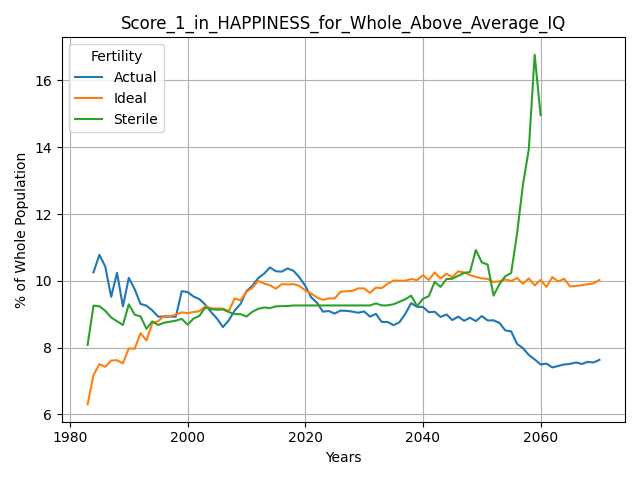 Score_1_in_HAPPINESS_for_Whole_Above_Average_IQ
Fertility
Actual
Ideal
Sterile
% of Whole Population
16
14
12
10
8
6
1980
2000
2020
2040
2060
Years